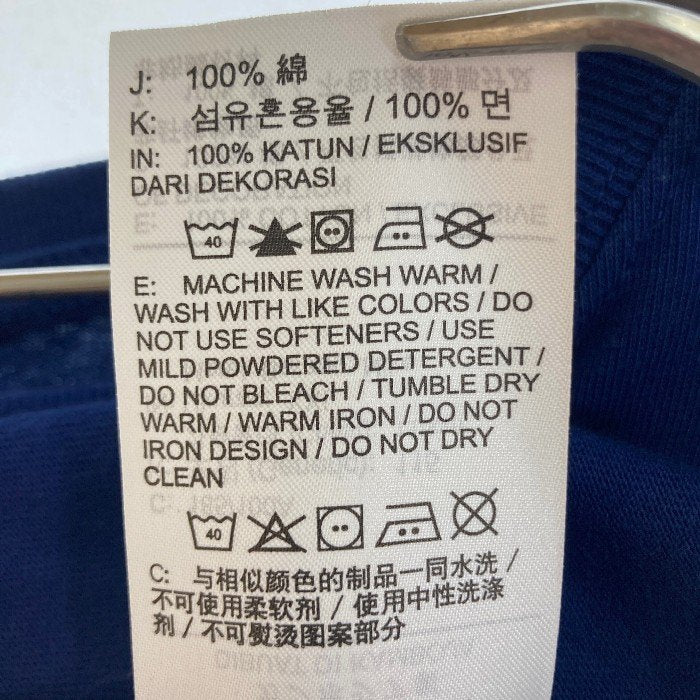 J: 100% 綿
K: 섬유혼용율 / 100% 면
IN: 100% KATUN / EKSKLUSIF
DARI DEKORASI
40
E: MACHINE WASH WARM /
WASH WITH LIKE COLORS / DO
NOT USE SOFTENERS / USE
MILD POWDERED DETERGENT /
DO NOT BLEACH / TUMBLE DRY
WARM / WARM IRON / DO NOT
IRON DESIGN / DO NOT DRY
CLEAN
40
C: 与相似颜色的制品一同水洗 /
不可使用柔软剂 / 使用中性洗涤
剂 / 不可熨烫图案部分